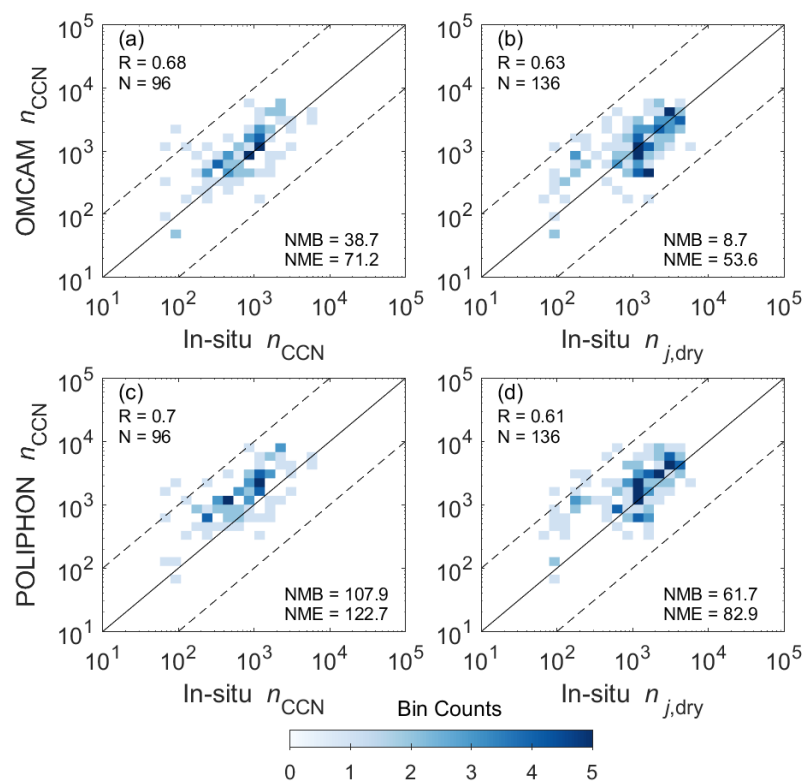 (a)
R = 0.68
N = 96
NMB = 38.7
NME = 71.2
10^5
10^4
10^3
10^2
10^1
OMCAM n_CCN
10^1 10^2 10^3 10^4 10^5
In-situ n_CCN
(b)
R = 0.63
N = 136
NMB = 8.7
NME = 53.6
10^5
10^4
10^3
10^2
10^1
10^1 10^2 10^3 10^4 10^5
In-situ n_j,dry
(c)
R = 0.7
N = 96
NMB = 107.9
NME = 122.7
10^5
10^4
10^3
10^2
10^1
POLIPHON n_CCN
10^1 10^2 10^3 10^4 10^5
In-situ n_CCN
(d)
R = 0.61
N = 136
NMB = 61.7
NME = 82.9
10^5
10^4
10^3
10^2
10^1
10^1 10^2 10^3 10^4 10^5
In-situ n_j,dry
Bin Counts
0 1 2 3 4 5